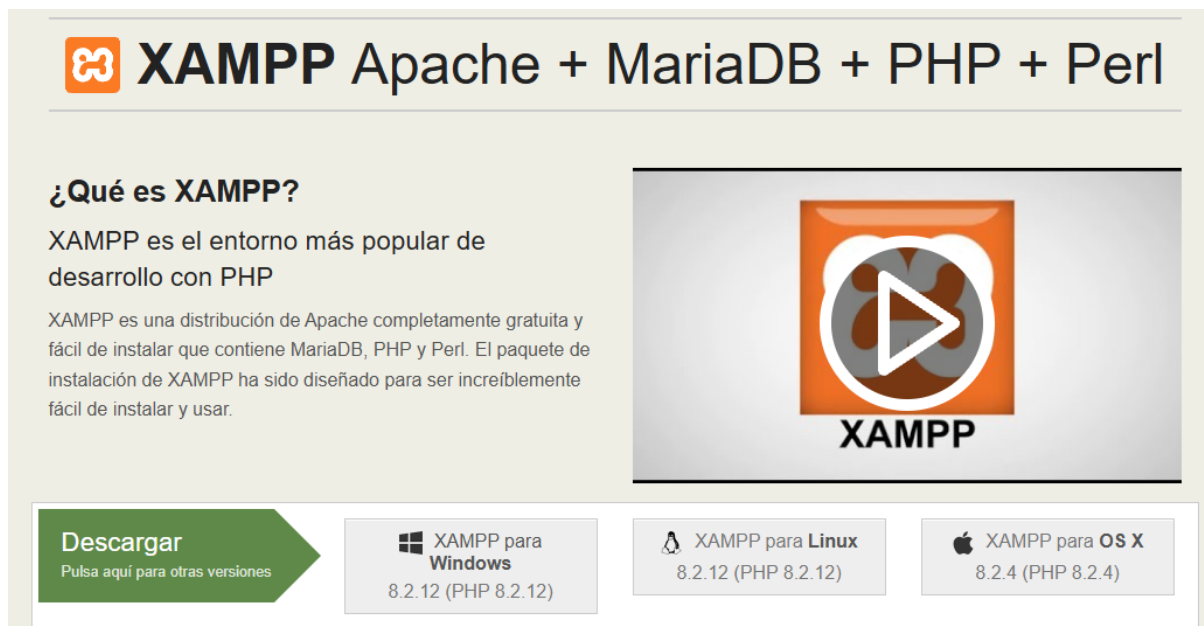 XAMPP Apache + MariaDB + PHP + Perl
¿Qué es XAMPP?
XAMPP es el entorno más popular de
desarrollo con PHP
XAMPP es una distribución de Apache completamente gratuita y
fácil de instalar que contiene MariaDB, PHP y Perl. El paquete de
instalación de XAMPP ha sido diseñado para ser increíblemente
fácil de instalar y usar.
XAMPP
Descargar
Pulsa aquí para otras versiones
XAMPP para
Windows
8.2.12 (PHP 8.2.12)
XAMPP para Linux
8.2.12 (PHP 8.2.12)
XAMPP para OS X
8.2.4 (PHP 8.2.4)